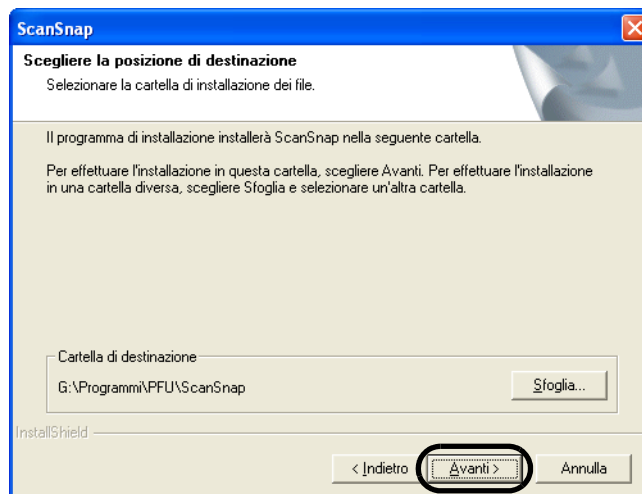 ScanSnap
Scegliere la posizione di destinazione
Selezionare la cartella di installazione dei file.
Il programma di installazione installerà ScanSnap nella seguente cartella.
Per effettuare l'installazione in questa cartella, scegliere Avanti. Per effettuare l'installazione
in una cartella diversa, scegliere Sfoglia e selezionare un'altra cartella.
Cartella di destinazione
G:\Programmi\PFU\ScanSnap
Sfoglia...
InstallShield
< Indietro
Avanti >
Annulla